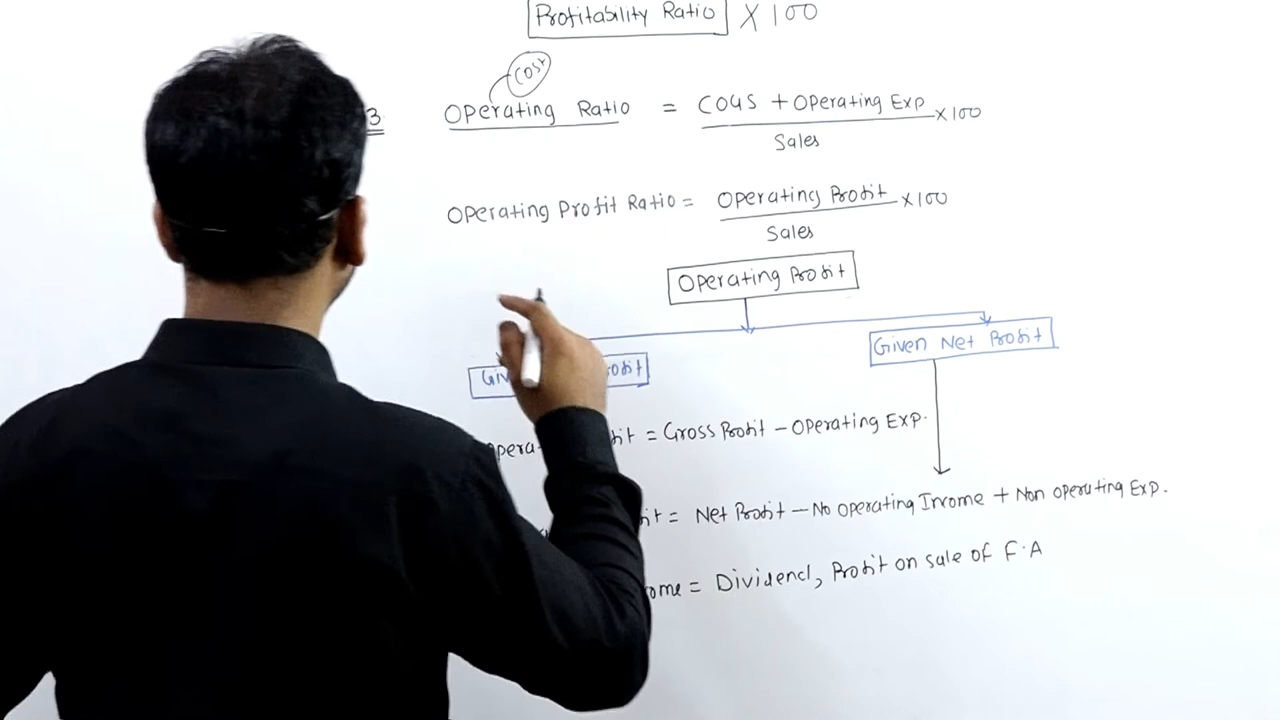 Profitability Ratio X 100
COST
3. Operating Ratio = COGS + Operating Exp / Sales X100
Operating Profit Ratio = Operating Profit / Sales X100
Operating Profit
Given Net Profit
= Gross Profit - Operating Exp.
= Net Profit - No Operating Income + Non Operating Exp.
= Dividend, Profit on sale of F.A